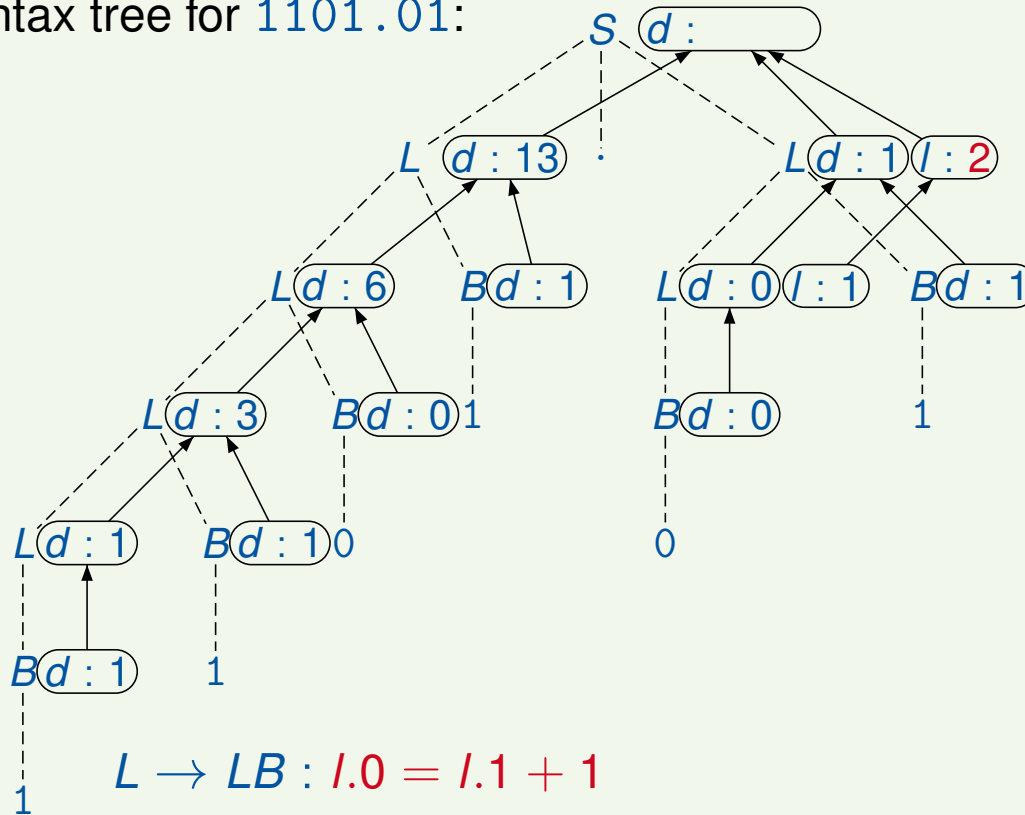 ntax tree for 1101.01:
S d :
L d : 13 . L d : 1 l : 2
L d : 6 B d : 1 L d : 0 l : 1 B d : 1
L d : 3 B d : 0 1 B d : 0 1
L d : 1 B d : 1 0 0
B d : 1 1
L → LB : l.0 = l.1 + 1
1